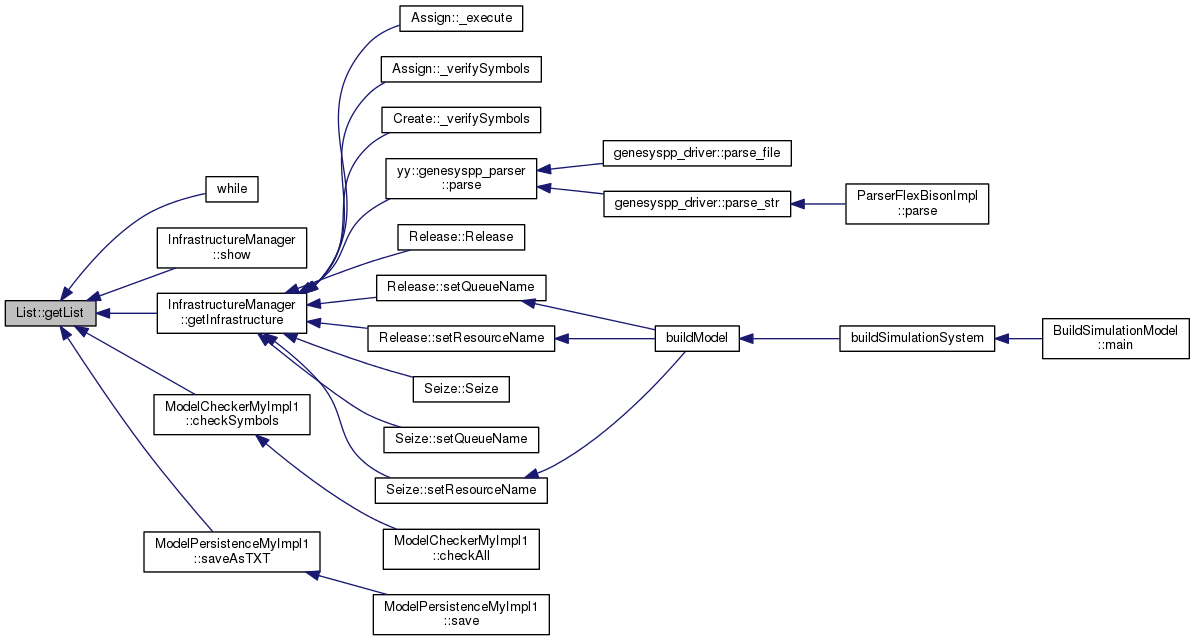 Assign::_execute
Assign::_verifySymbols
Create::_verifySymbols
yy::genesyspp_parser
::parse
genesyspp_driver::parse_file
genesyspp_driver::parse_str
ParserFlexBisonImpl
::parse
while
InfrastructureManager
::show
Release::Release
List::getList
InfrastructureManager
::getInfrastructure
Release::setQueueName
Release::setResourceName
buildModel
buildSimulationSystem
BuildSimulationModel
::main
Seize::Seize
ModelCheckerMyImpl1
::checkSymbols
Seize::setQueueName
Seize::setResourceName
ModelPersistenceMyImpl1
::saveAsTXT
ModelCheckerMyImpl1
::checkAll
ModelPersistenceMyImpl1
::save